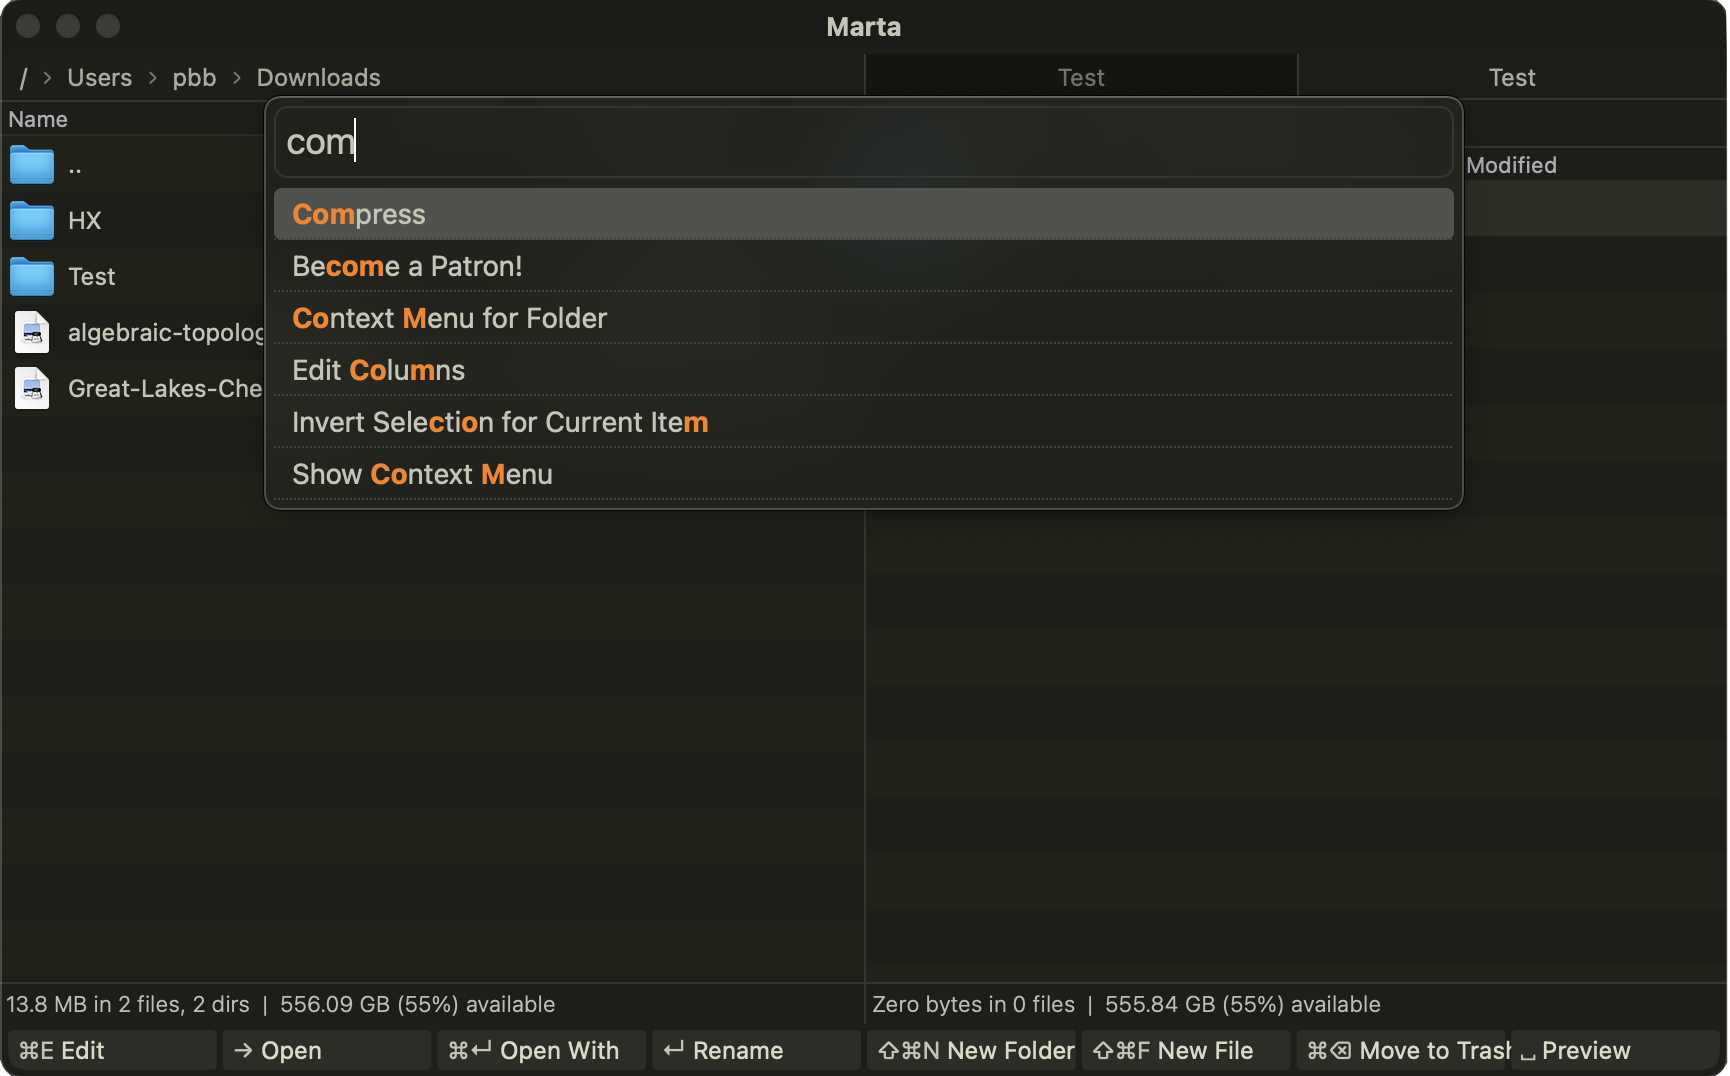 Marta
/ > Users > pbb > Downloads
Test
Test
com
Name
Modified
..
HX
Test
algebraic-topolog
Great-Lakes-Che
Compress
Become a Patron!
Context Menu for Folder
Edit Columns
Invert Selection for Current Item
Show Context Menu
13.8 MB in 2 files, 2 dirs | 556.09 GB (55%) available
Zero bytes in 0 files | 555.84 GB (55%) available
⌘E Edit
→ Open
⌘↩ Open With
↩ Rename
⇧⌘N New Folder
⇧⌘F New File
⌘⌫ Move to Trash
␣ Preview